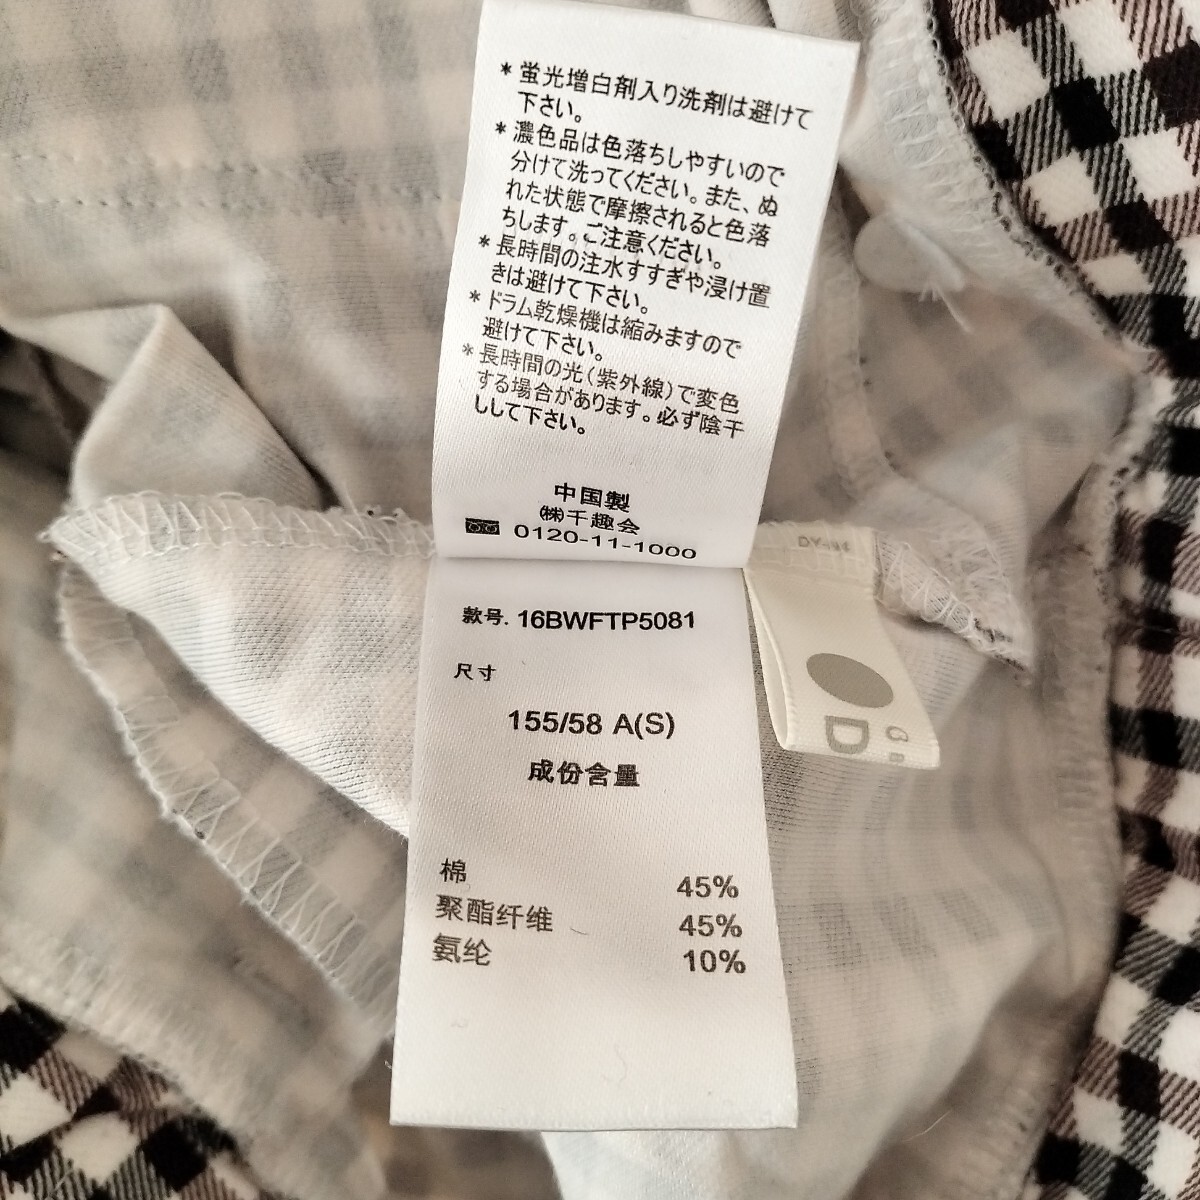 ＊蛍光増白剤入り洗剤は避けて
下さい。
＊濃色品は色落ちしやすいので
分けて洗ってください。また、ぬ
れた状態で摩擦されると色落
ちします。ご注意ください。
＊長時間の注水すすぎや浸け置
きは避けて下さい。
＊ドラム乾燥機は縮みますので
避けて下さい。
＊長時間の光（紫外線）で変色
する場合があります。必ず陰干
ししして下さい。
中国製
㈱千趣会
0120-11-1000
款号. 16BWFTP5081
尺寸
155/58 A(S)
成份含量
棉 45%
聚酯纤维 45%
氨纶 10%
D